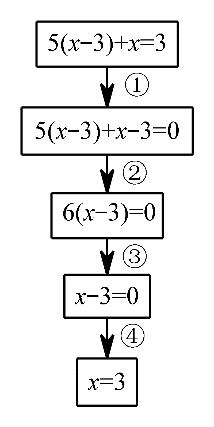 5(x−3)+x=3
①
5(x−3)+x−3=0
②
6(x−3)=0
③
x−3=0
④
x=3